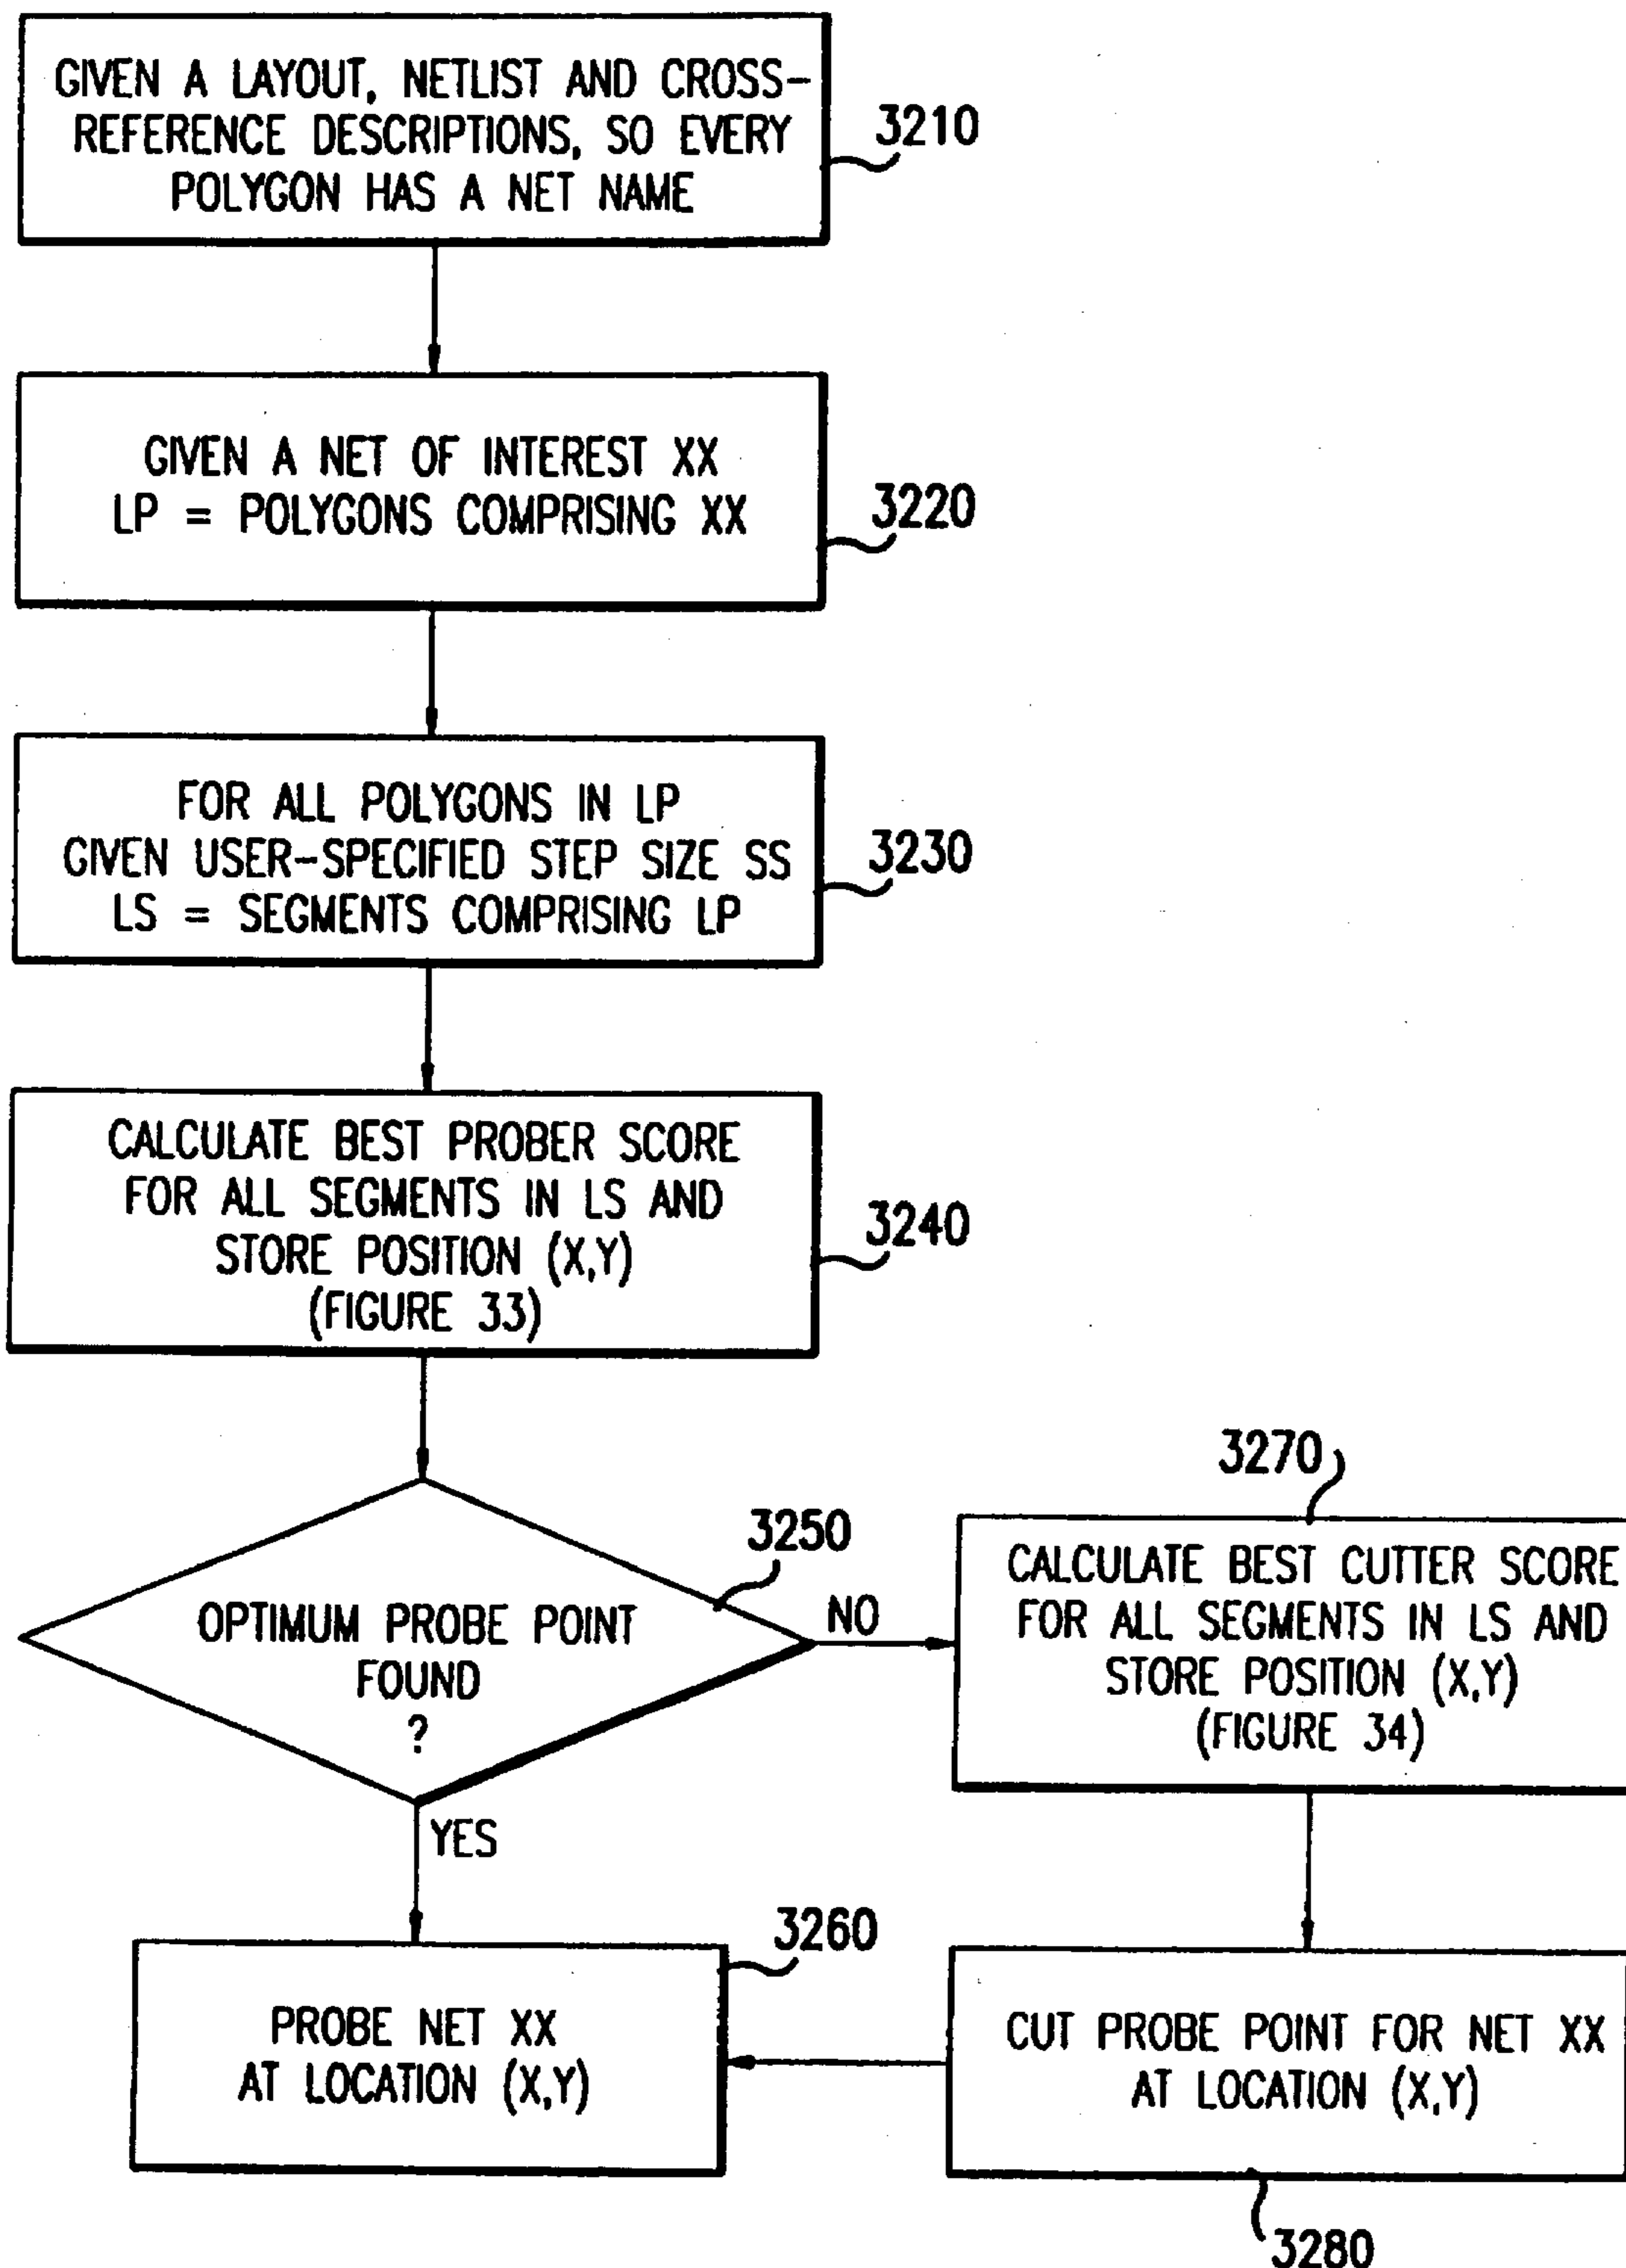 GIVEN A LAYOUT, NETLIST AND CROSS-
REFERENCE DESCRIPTIONS, SO EVERY
POLYGON HAS A NET NAME
3210
GIVEN A NET OF INTEREST XX
LP = POLYGONS COMPRISING XX
3220
FOR ALL POLYGONS IN LP
GIVEN USER-SPECIFIED STEP SIZE SS
LS = SEGMENTS COMPRISING LP
3230
CALCULATE BEST PROBER SCORE
FOR ALL SEGMENTS IN LS AND
STORE POSITION (X,Y)
(FIGURE 33)
3240
OPTIMUM PROBE POINT
FOUND
?
3250
NO
YES
3270
CALCULATE BEST CUTTER SCORE
FOR ALL SEGMENTS IN LS AND
STORE POSITION (X,Y)
(FIGURE 34)
PROBE NET XX
AT LOCATION (X,Y)
3260
CUT PROBE POINT FOR NET XX
AT LOCATION (X,Y)
3280